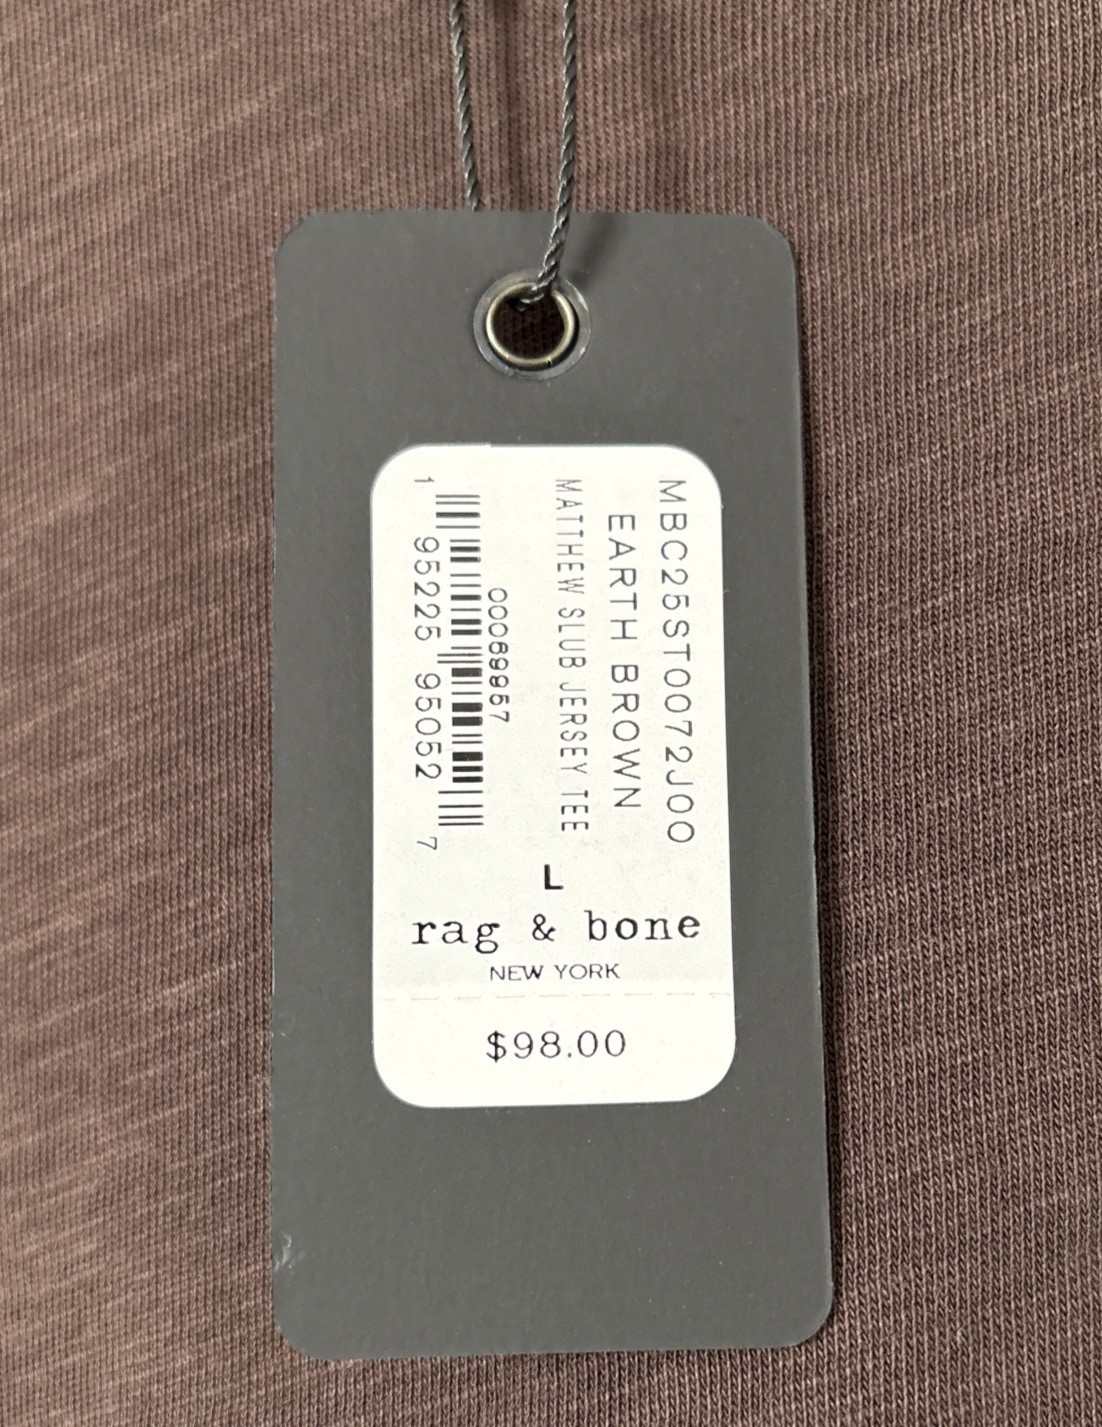 MBC25ST0072J00
EARTH BROWN
MATTHEW SLUB JERSEY TEE
00069957
1 95225 95052 7
L
rag & bone
NEW YORK
$98.00